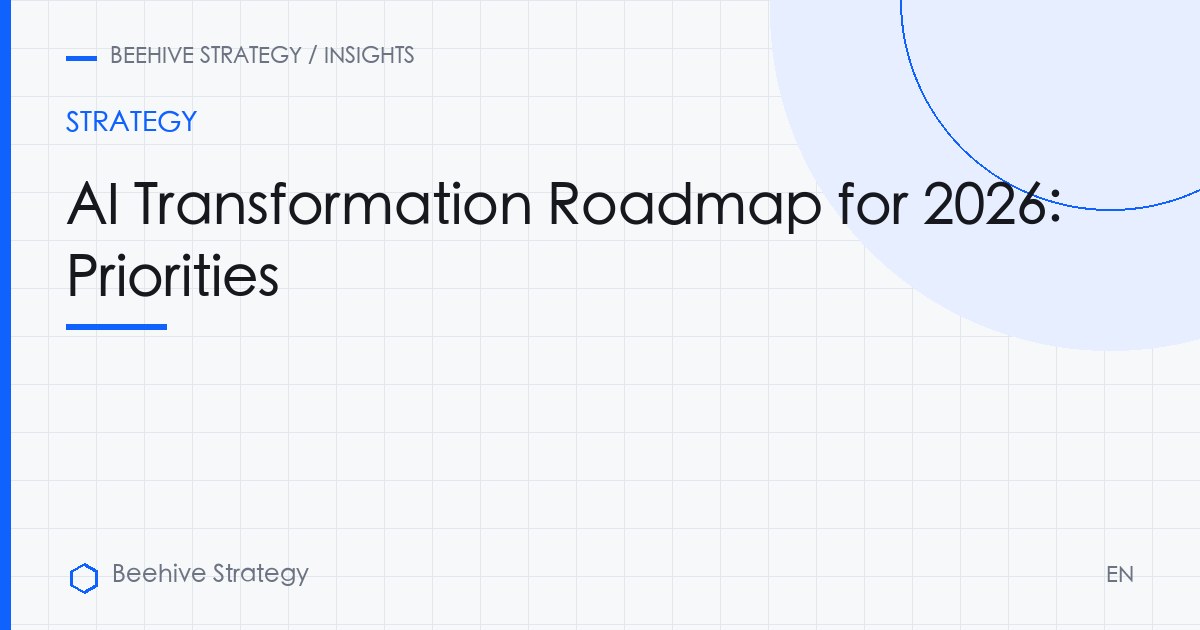 BEEHIVE STRATEGY / INSIGHTS
STRATEGY
AI Transformation Roadmap for 2026:
Priorities
Beehive Strategy
EN